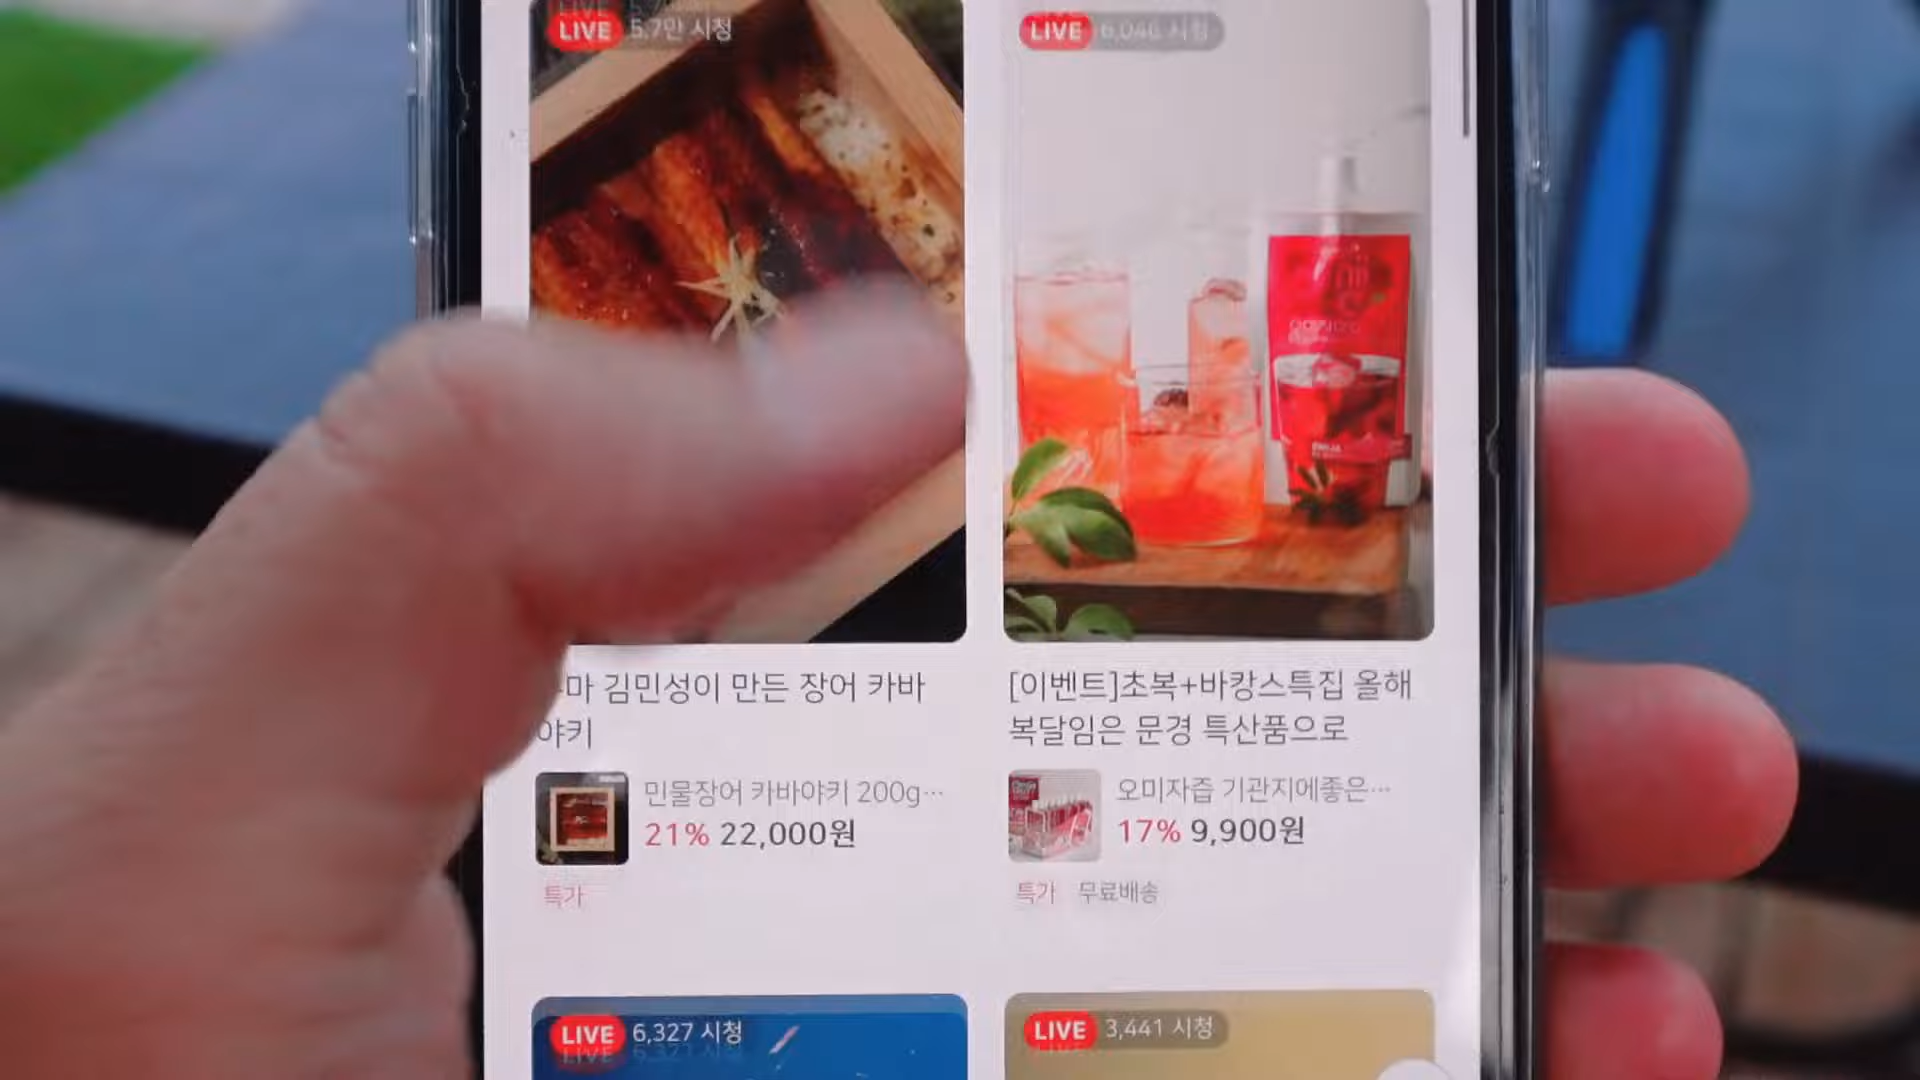 LIVE 5.7만 시청
LIVE 6,046 시청
마 김민성이 만든 장어 카바
야키
민물장어 카바야키 200g…
21% 22,000원
특가
[이벤트]초복+바캉스특집 올해
복달임은 문경 특산품으로
오미자즙 기관지에좋은…
17% 9,900원
특가 무료배송
LIVE 6,327 시청
LIVE 3,441 시청